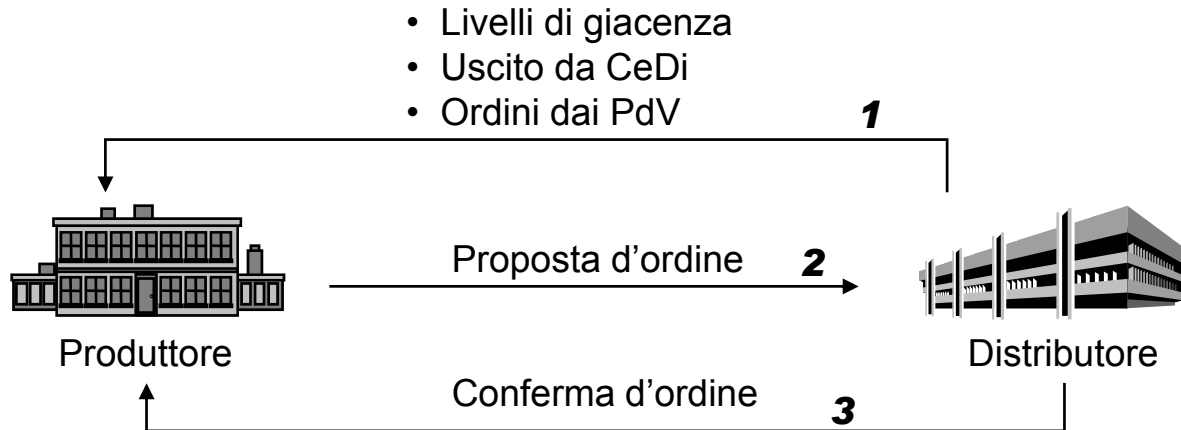 • Livelli di giacenza
• Uscito da CeDi
• Ordini dai PdV
1
Proposta d’ordine 2
Produttore
Distributore
Conferma d’ordine
3